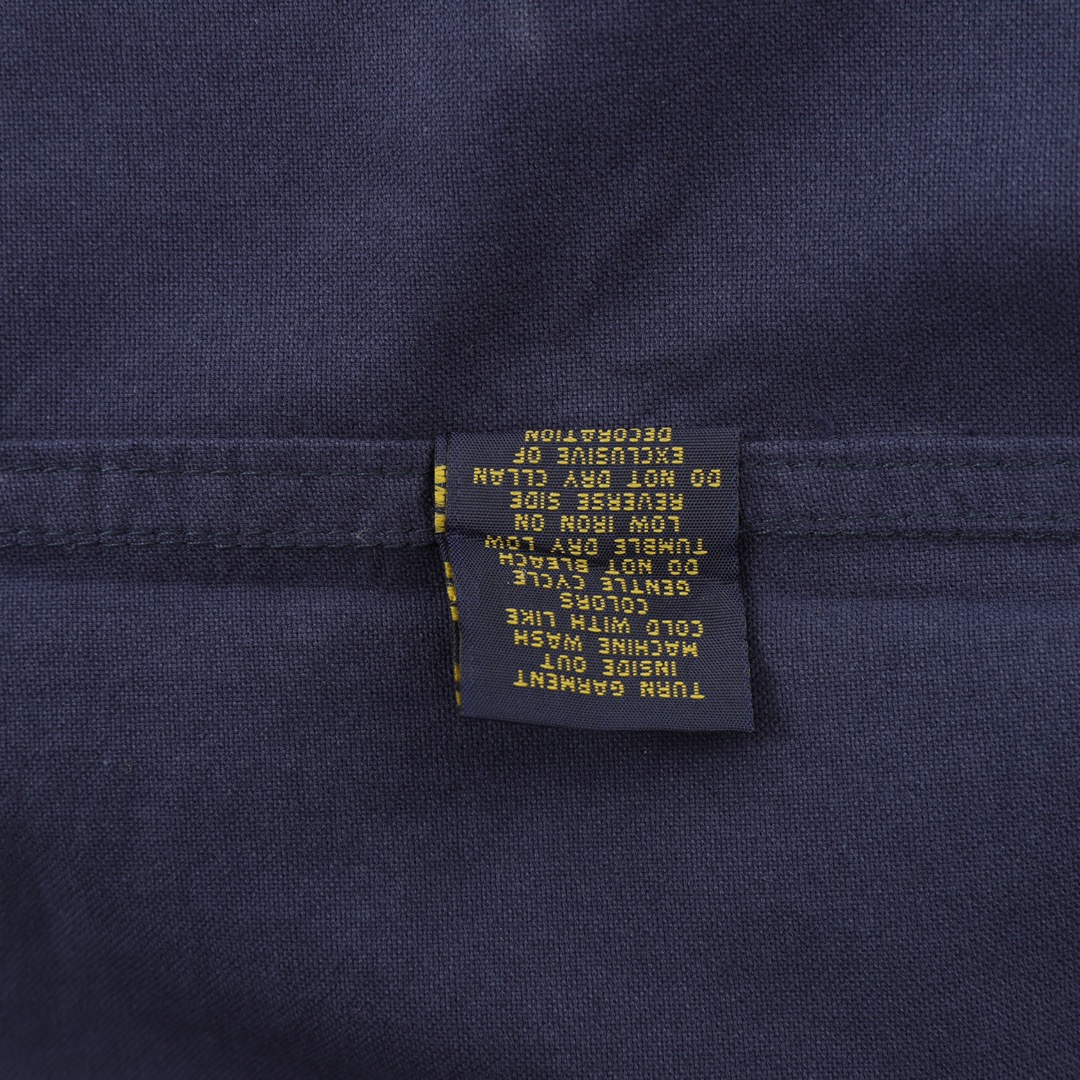 TURN GARMENT
INSIDE OUT
MACHINE WASH
COLD WITH LIKE
COLORS
GENTLE CYCLE
DO NOT BLEACH
TUMBLE DRY LOW
LOW IRON ON
REVERSE SIDE
DO NOT DRY CLLAN
EXCLUSIVE OF
DECORATION